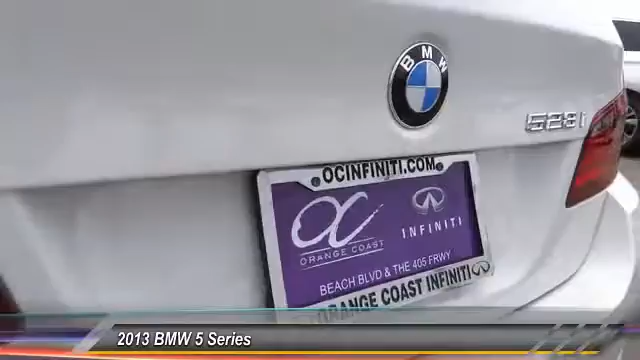 BMW
528i
OCINFINITI.COM
OC
ORANGE COAST
INFINITI
BEACH BLVD & THE 405 FRWY
ORANGE COAST INFINITI
2013 BMW 5 Series